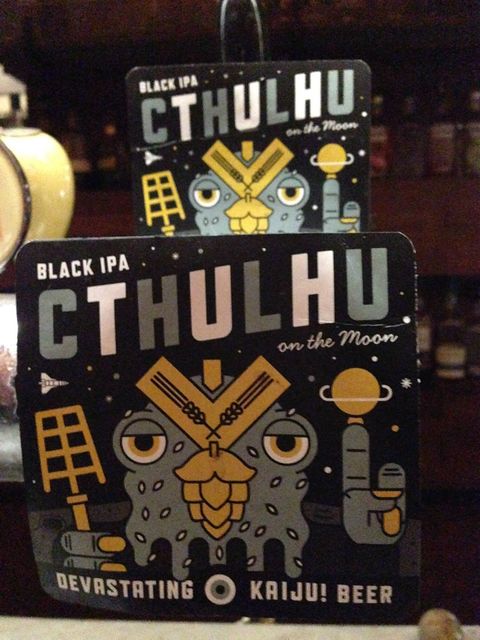 BLACK IPA
CTHULHU
on the Moon
BLACK IPA
CTHULHU
on the Moon
DEVASTATING KAIJU! BEER